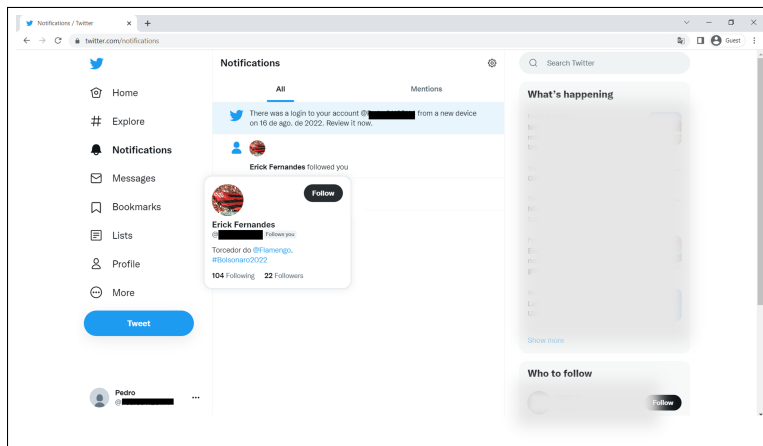 Notifications / Twitter
twitter.com/notifications
Guest
Home
Explore
Notifications
Messages
Bookmarks
Lists
Profile
More
Tweet
Pedro
@
Notifications
All
Mentions
There was a login to your account @ from a new device
on 16 de ago. de 2022. Review it now.
Erick Fernandes followed you
Follow
Erick Fernandes
@ Follows you
Torcedor do @Flamengo.
#Bolsonaro2022
104 Following 22 Followers
Search Twitter
What's happening
Show more
Who to follow
Follow